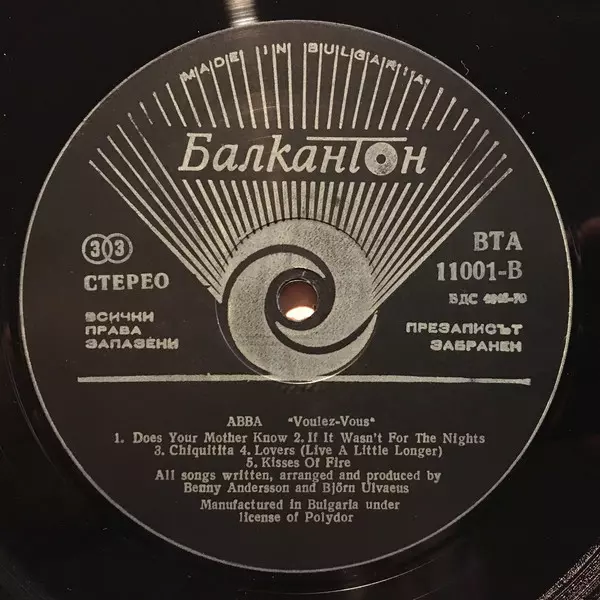 MADE IN BULGARIA
Балкантон
33
СТЕРЕО
ВСИЧКИ
ПРАВА
ЗАПАЗЕНИ
ВТА
11001-В
БДС
ПРЕЗАПИСЪТ
ЗАБРАНЕН
ABBA "Voulez-Vous"
1. Does Your Mother Know 2. If It Wasn't For The Nights
3. Chiquitita 4. Lovers (Live A Little Longer)
5. Kisses Of Fire
All songs written, arranged and produced by
Benny Andersson and Björn Ulvaeus
Manufactured in Bulgaria under
license of Polydor